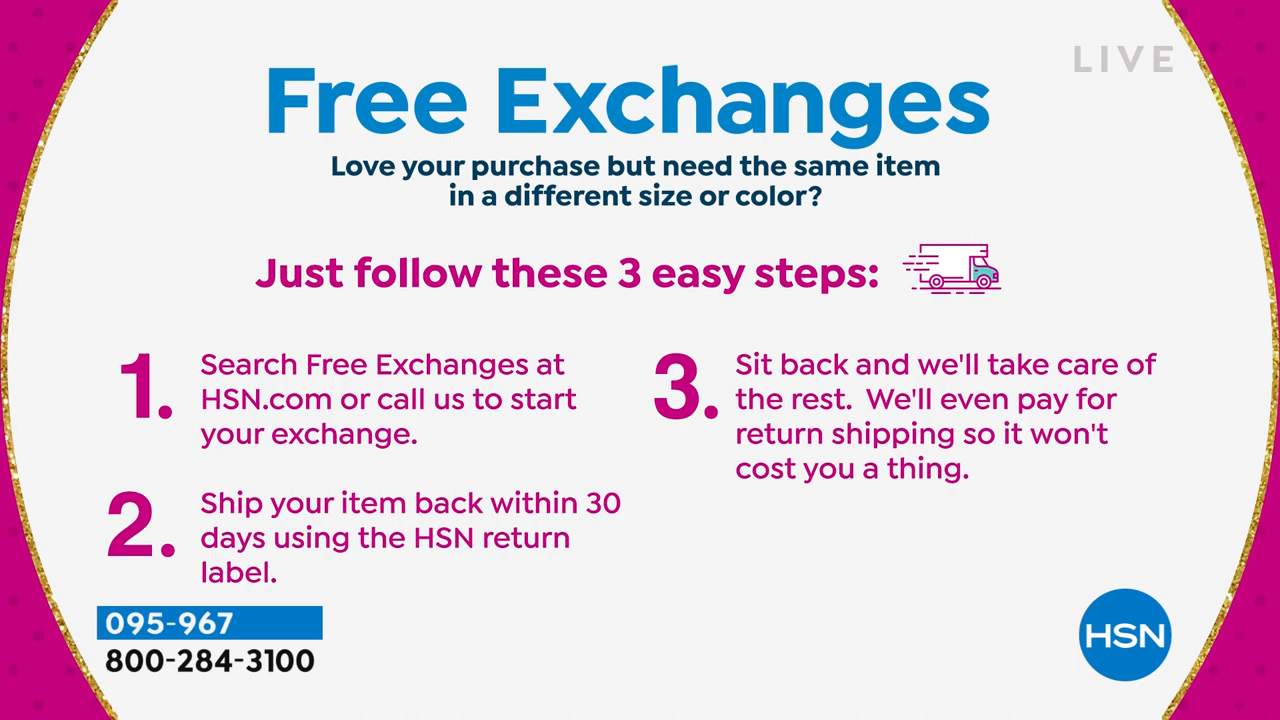 LIVE
Free Exchanges
Love your purchase but need the same item
in a different size or color?
Just follow these 3 easy steps:
1. Search Free Exchanges at
HSN.com or call us to start
your exchange.
2. Ship your item back within 30
days using the HSN return
label.
3. Sit back and we'll take care of
the rest.  We'll even pay for
return shipping so it won't
cost you a thing.
095-967
800-284-3100
HSN